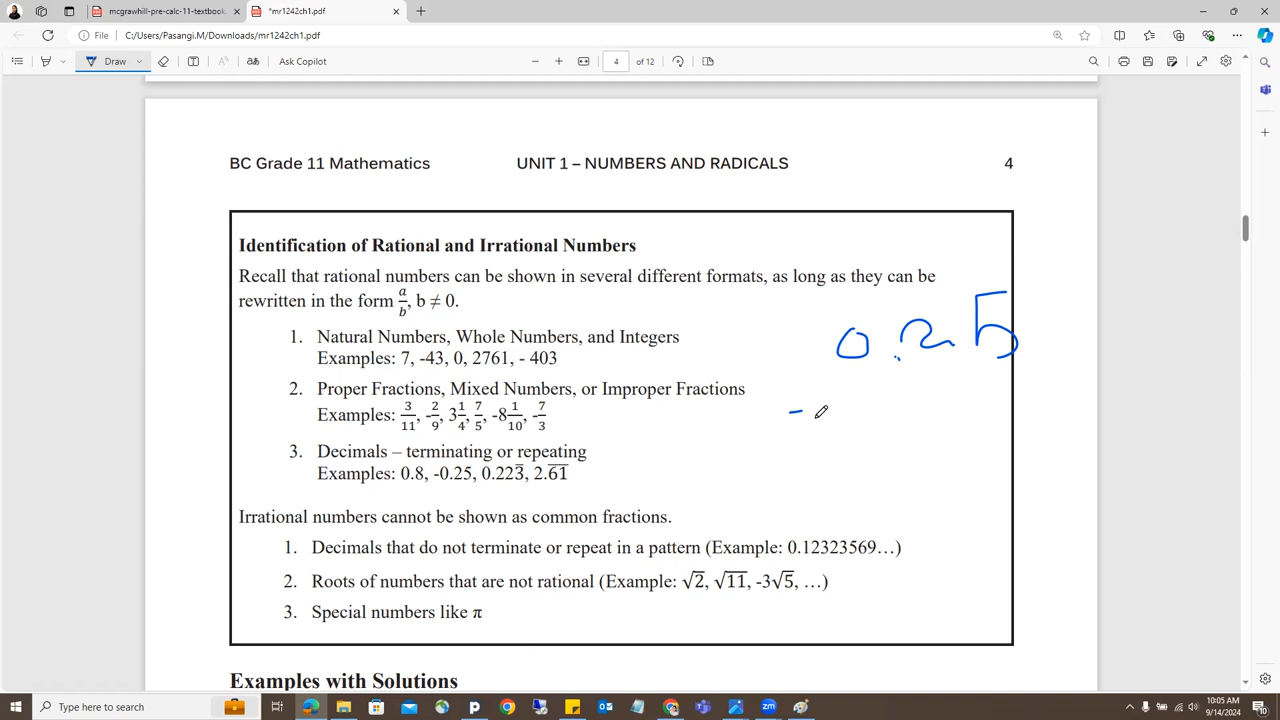 mcgrawhill-pre-calc-11-textbook
*mr1242ch1.pdf
File
C:/Users/Pasangi.M/Downloads/mr1242ch1.pdf
Draw
Ask Copilot
4
of 12
BC Grade 11 Mathematics
UNIT 1 – NUMBERS AND RADICALS
4
Identification of Rational and Irrational Numbers
Recall that rational numbers can be shown in several different formats, as long as they can be
rewritten in the form a/b, b ≠ 0.
1. Natural Numbers, Whole Numbers, and Integers
Examples: 7, -43, 0, 2761, - 403
0.25
2. Proper Fractions, Mixed Numbers, or Improper Fractions
Examples: 3/11, -2/9, 3 1/4, 7/5, -8 1/10, -7/3
-
3. Decimals – terminating or repeating
Examples: 0.8, -0.25, 0.223̅, 2.6̅1̅
Irrational numbers cannot be shown as common fractions.
1. Decimals that do not terminate or repeat in a pattern (Example: 0.12323569…)
2. Roots of numbers that are not rational (Example: √2, √11, -3√5, …)
3. Special numbers like π
Examples with Solutions
Type here to search
10:05 AM
9/14/2024